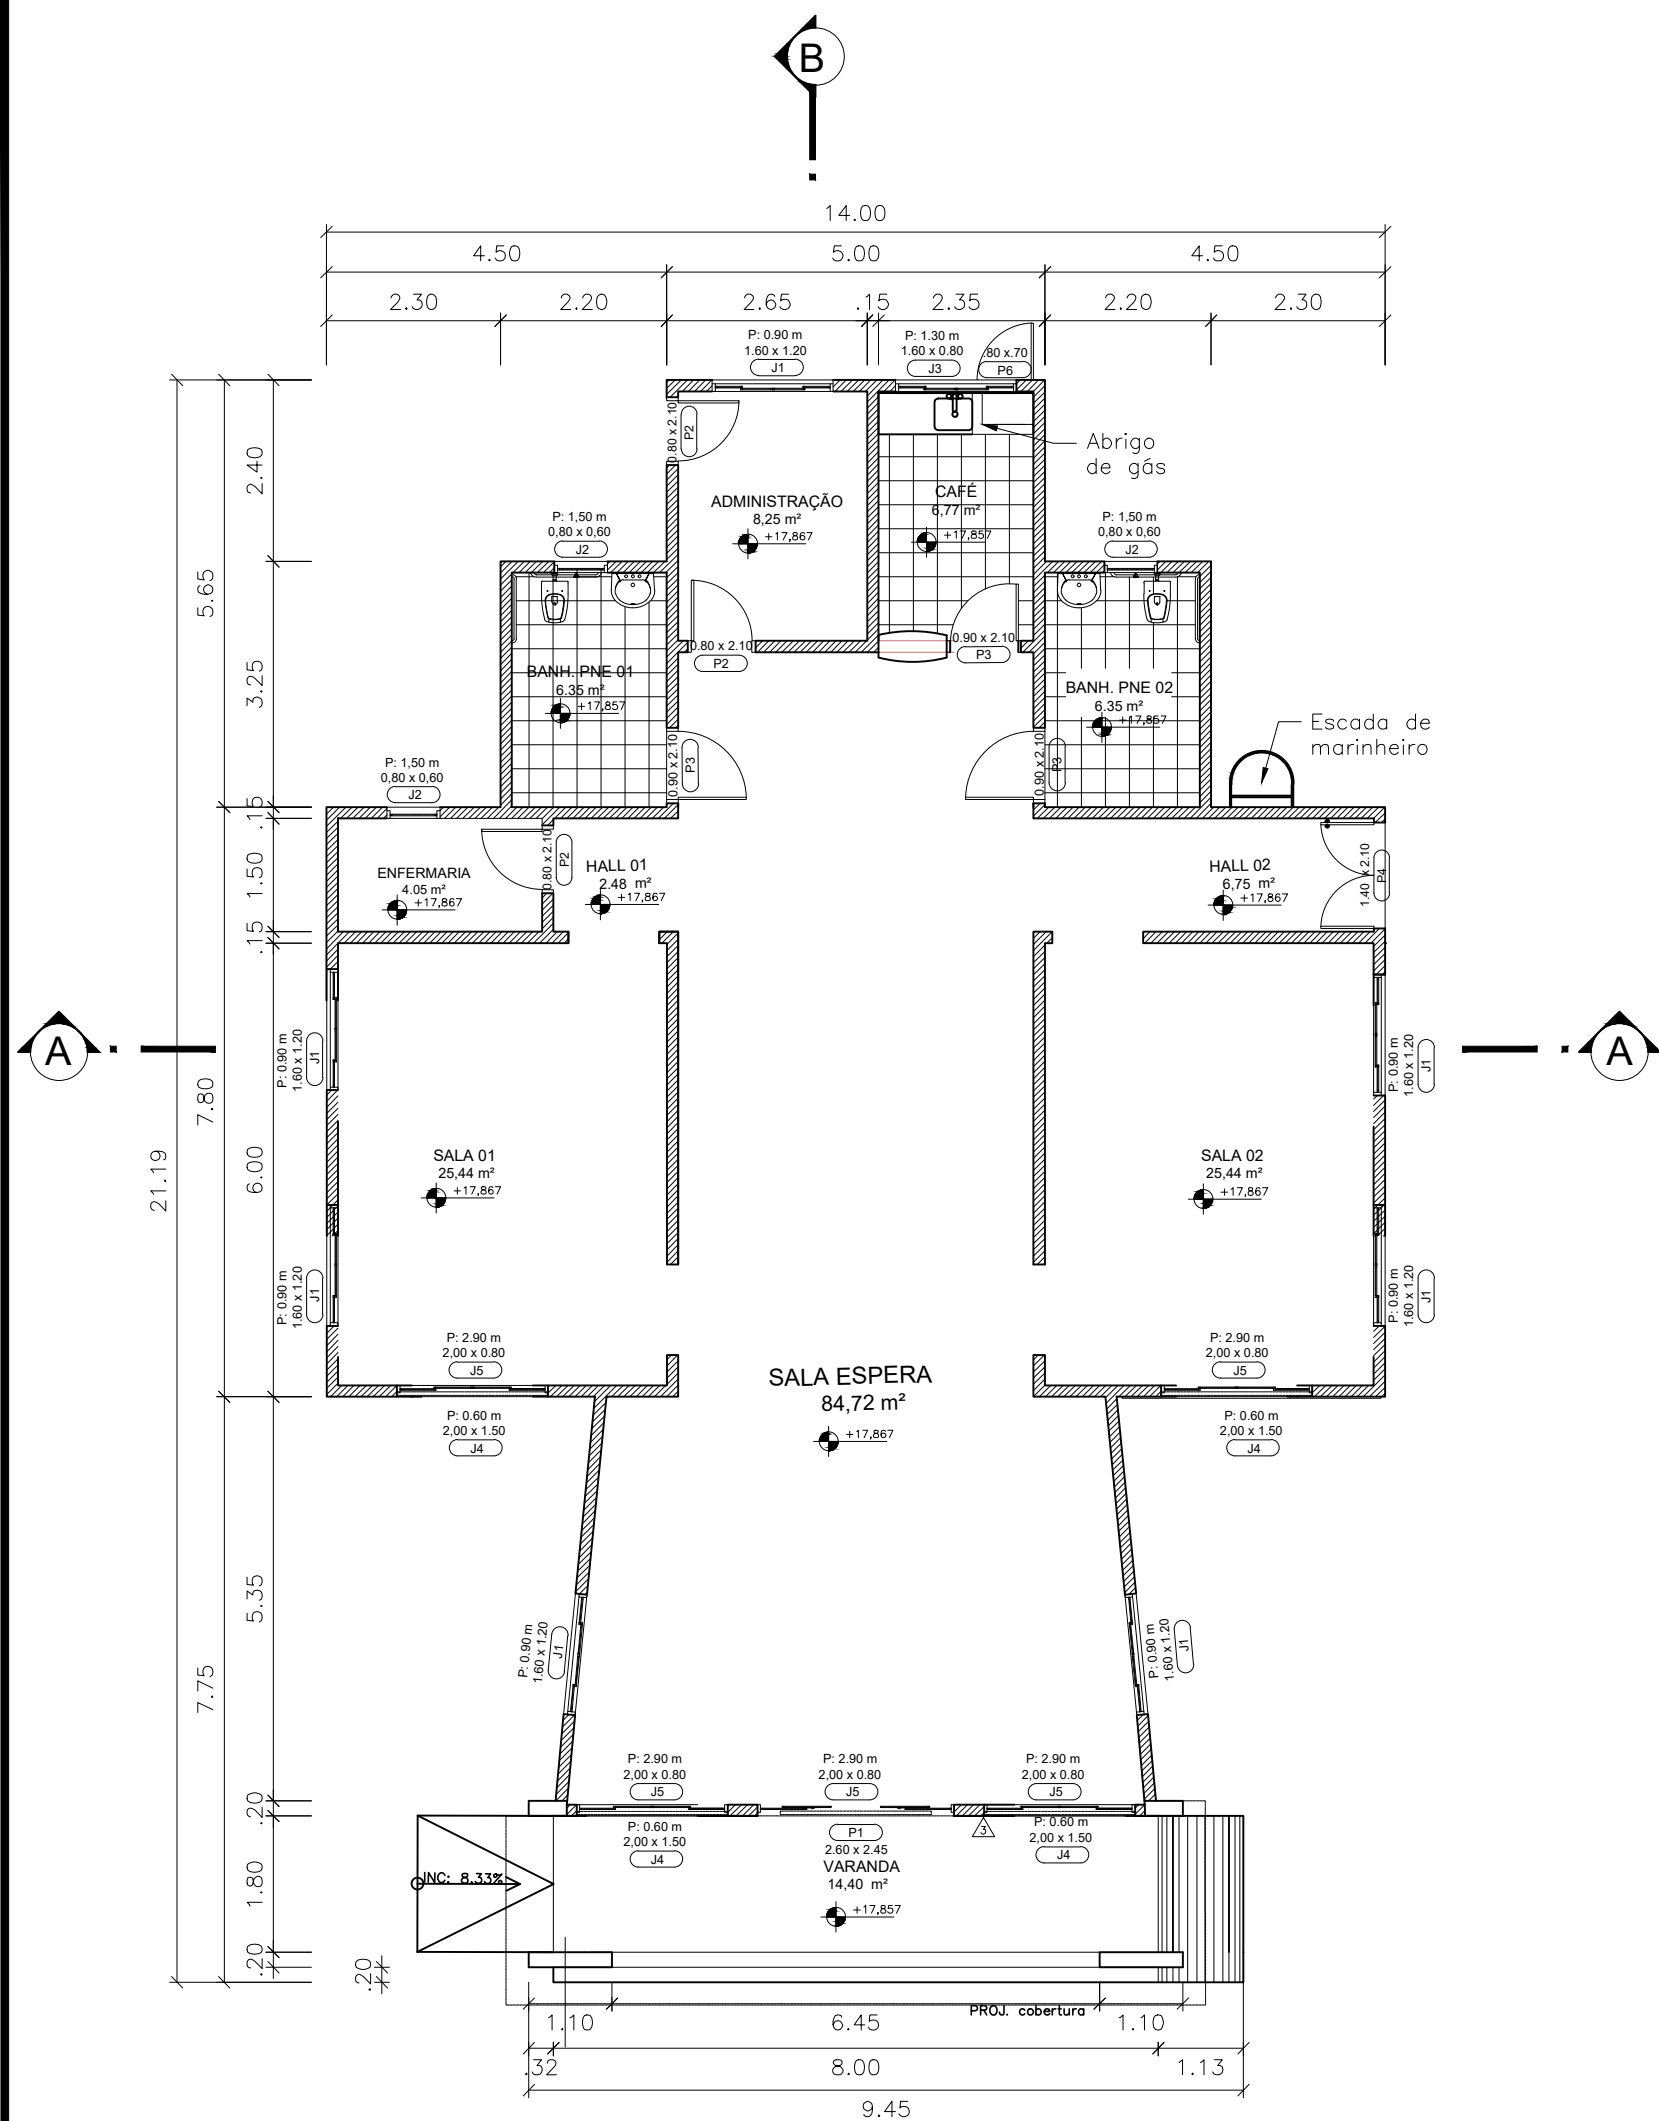 B
14.00
4.50
5.00
4.50
2.30
2.20
2.65
.15
2.35
2.20
2.30
P: 0.90 m
1.60 x 1.20
J1
P: 1.30 m
1.60 x 0.80
J3
.80 x.70
P6
0.80 x 2.10
P2
Abrigo
de gás
2.40
ADMINISTRAÇÃO
8,25 m²
+17,867
CAFÉ
6,77 m²
+17,857
P: 1,50 m
0,80 x 0,60
J2
P: 1,50 m
0,80 x 0,60
J2
5.65
0.80 x 2.10
P2
0.90 x 2.10
P3
3.25
BANH. PNE 01
6.35 m²
+17,857
BANH. PNE 02
6.35 m²
+17,857
Escada de
marinheiro
0.90 x 2.10
P3
0.90 x 2.10
P3
P: 1,50 m
0,80 x 0,60
J2
.15
1.50
.15
ENFERMARIA
4.05 m²
+17,867
0.80 x 2.10
P2
HALL 01
2.48 m²
+17,867
HALL 02
6,75 m²
+17,867
1.40 x 2.10
P4
A
A
P: 0.90 m
1.60 x 1.20
J1
P: 0.90 m
1.60 x 1.20
J1
7.80
21.19
6.00
SALA 01
25,44 m²
+17,867
SALA 02
25,44 m²
+17,867
P: 0.90 m
1.60 x 1.20
J1
P: 0.90 m
1.60 x 1.20
J1
P: 2.90 m
2,00 x 0.80
J5
P: 2.90 m
2,00 x 0.80
J5
SALA ESPERA
84,72 m²
+17,867
P: 0.60 m
2,00 x 1.50
J4
P: 0.60 m
2,00 x 1.50
J4
5.35
7.75
P: 0.90 m
1.60 x 1.20
J1
P: 0.90 m
1.60 x 1.20
J1
P: 2.90 m
2,00 x 0.80
J5
P: 2.90 m
2,00 x 0.80
J5
P: 2.90 m
2,00 x 0.80
J5
.20
P: 0.60 m
2,00 x 1.50
J4
P1
2.60 x 2.45
3
P: 0.60 m
2,00 x 1.50
J4
VARANDA
14,40 m²
+17,857
INC: 8.33%
1.80
.20
.20
PROJ. cobertura
1.10
6.45
1.10
.32
8.00
1.13
9.45